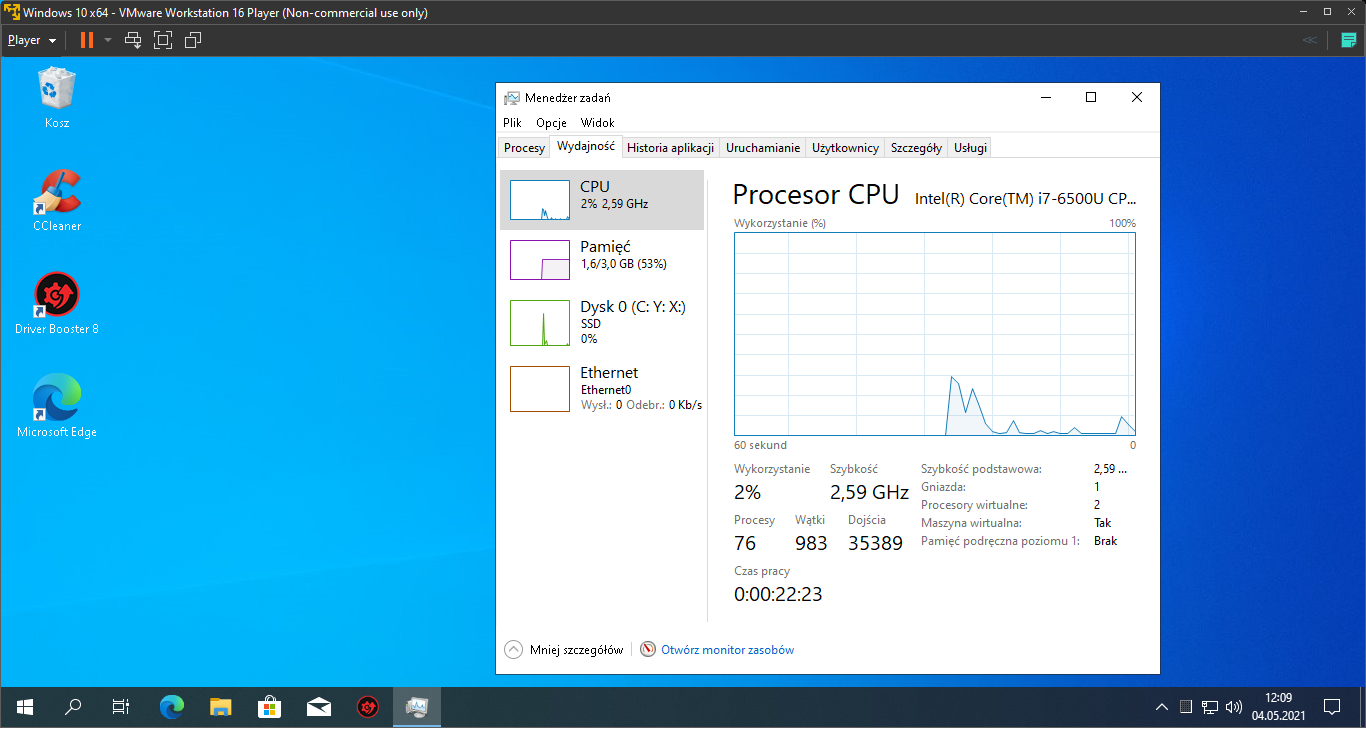 Windows 10 x64 - VMware Workstation 16 Player (Non-commercial use only)
Player
Kosz
CCleaner
Driver Booster 8
Microsoft Edge
Menedżer zadań
Plik Opcje Widok
Procesy Wydajność Historia aplikacji Uruchamianie Użytkownicy Szczegóły Usługi
CPU
2% 2,59 GHz
Pamięć
1,6/3,0 GB (53%)
Dysk 0 (C: Y: X:)
SSD
0%
Ethernet
Ethernet0
Wysł.: 0 Odebr.: 0 Kb/s
Procesor CPU Intel(R) Core(TM) i7-6500U CP...
Wykorzystanie (%) 100%
60 sekund 0
Wykorzystanie Szybkość
2% 2,59 GHz
Procesy Wątki Dojścia
76 983 35389
Czas pracy
0:00:22:23
Szybkość podstawowa: 2,59 ...
Gniazda: 1
Procesory wirtualne: 2
Maszyna wirtualna: Tak
Pamięć podręczna poziomu 1: Brak
Mniej szczegółów Otwórz monitor zasobów
12:09
04.05.2021